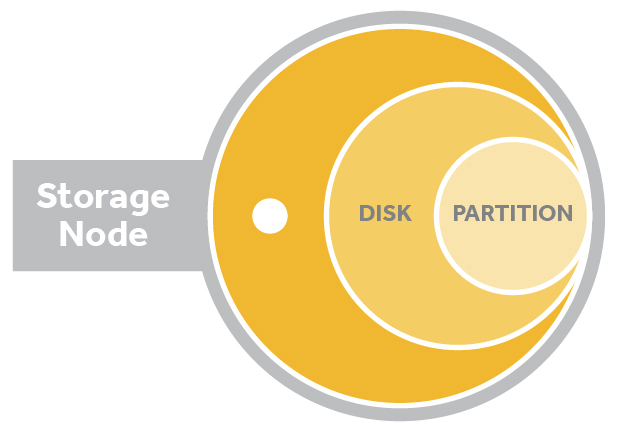 Storage
Node
DISK
PARTITION